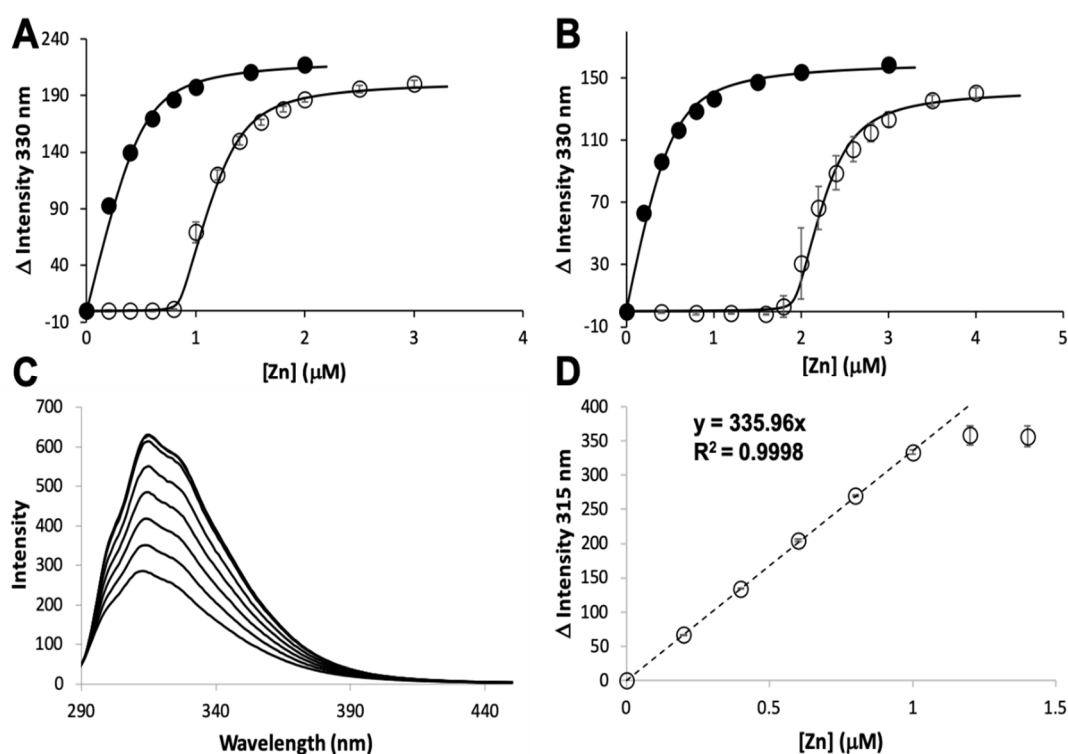 A
240
190
140
90
40
-10
Δ Intensity 330 nm
0 1 2 3 4
[Zn] (μM)
B
150
110
70
30
-10
Δ Intensity 330 nm
0 1 2 3 4 5
[Zn] (μM)
C
700
600
500
400
300
200
100
0
Intensity
290 340 390 440
Wavelength (nm)
D
400
350
300
250
200
150
100
50
0
Δ Intensity 315 nm
y = 335.96x
R² = 0.9998
0 0.5 1 1.5
[Zn] (μM)